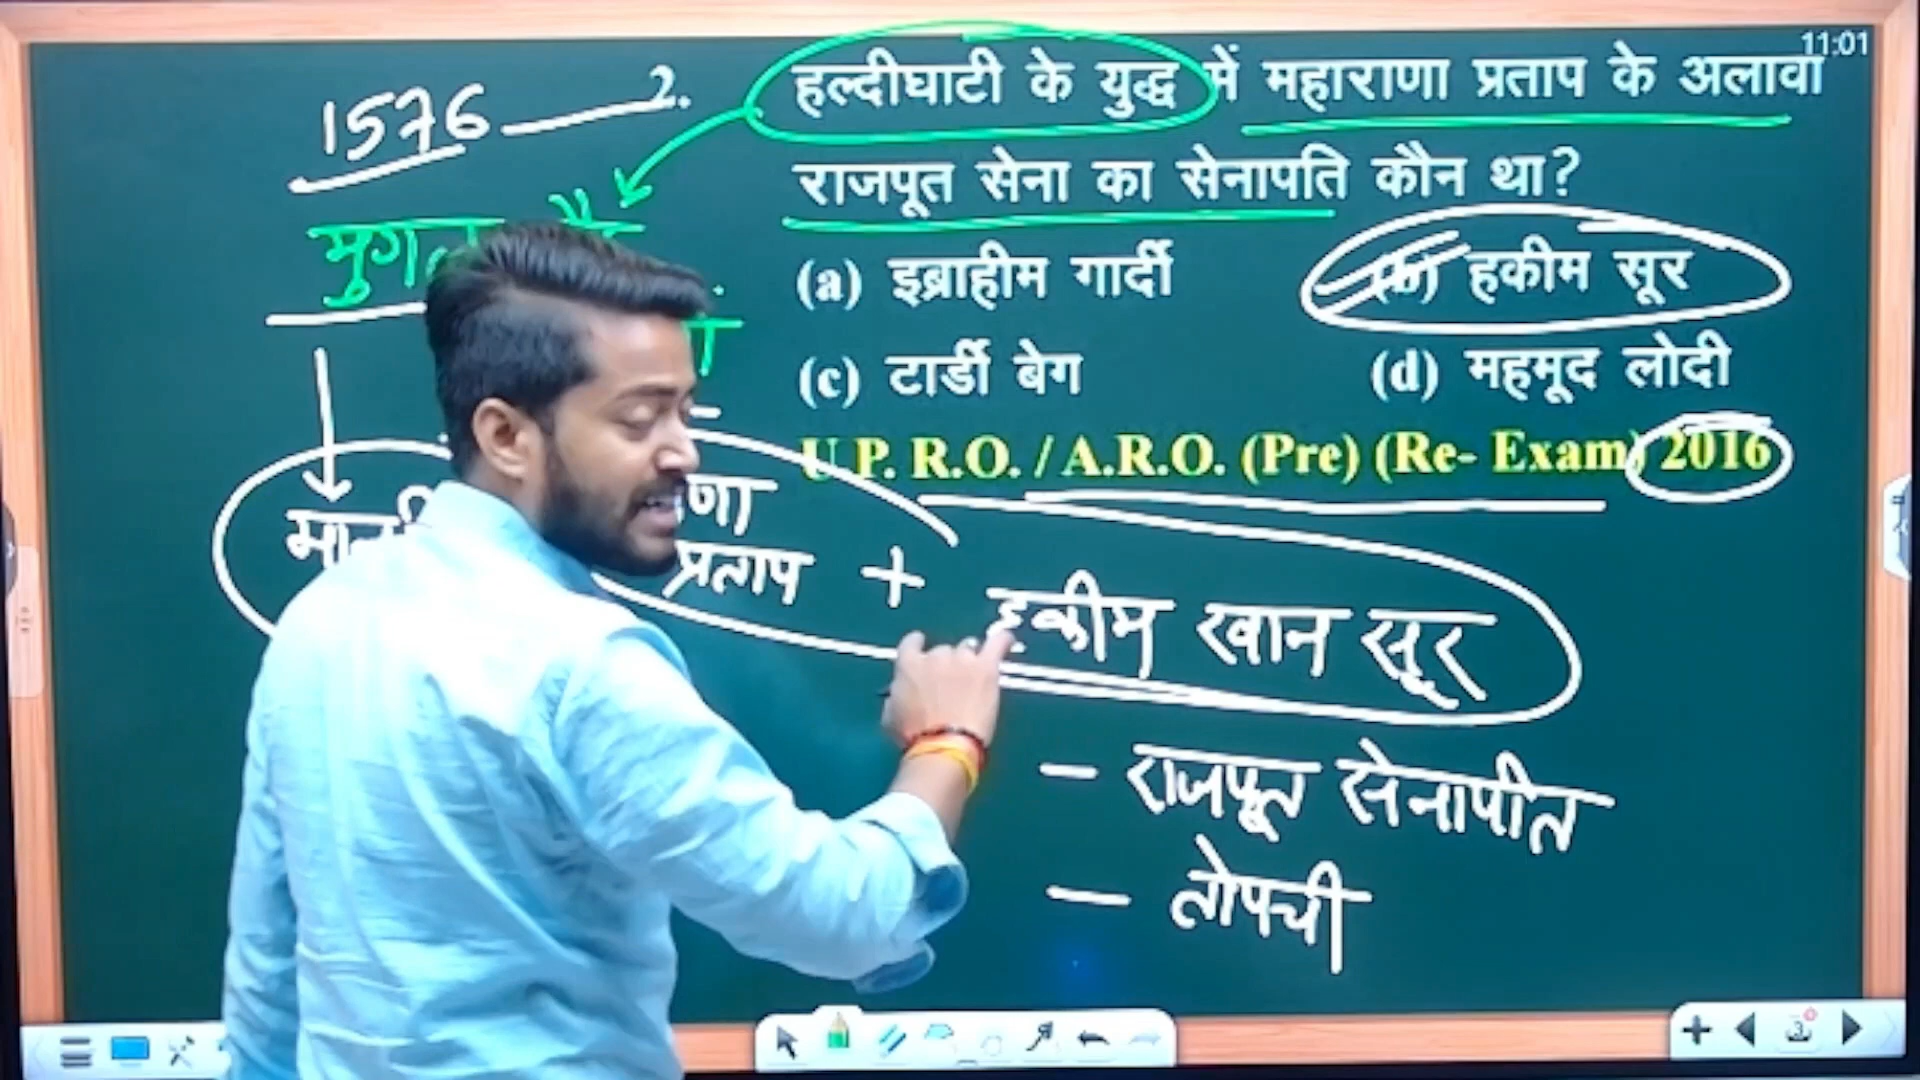 11:01
1576 2. हल्दीघाटी के युद्ध में महाराणा प्रताप के अलावा
राजपूत सेना का सेनापति कौन था?
(a) इब्राहीम गार्दी (b) हकीम सूर
(c) टार्डी बेग (d) महमूद लोदी
U.P. R.O. / A.R.O. (Pre) (Re- Exam) 2016
प्रताप + हकीम खान सूर
- राजपूत सेनापति
- तोपची
3